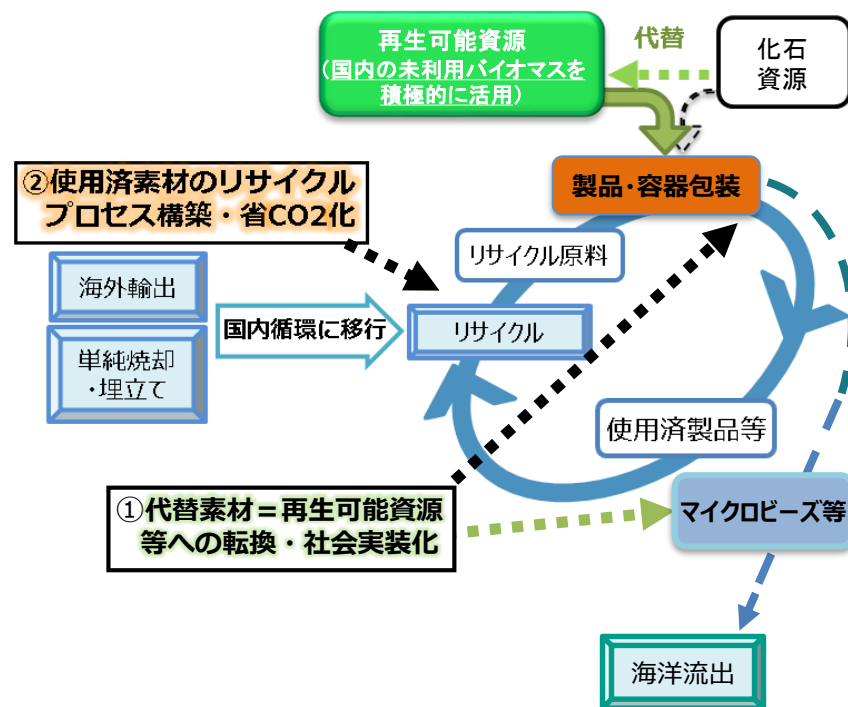 再生可能資源
（国内の未利用バイオマスを
積極的に活用）
代替
化石
資源
②使用済素材のリサイクル
プロセス構築・省CO2化
製品･容器包装
リサイクル原料
海外輸出
国内循環に移行
リサイクル
単純焼却
･埋立て
使用済製品等
①代替素材＝再生可能資源
等への転換・社会実装化
マイクロビーズ等
海洋流出